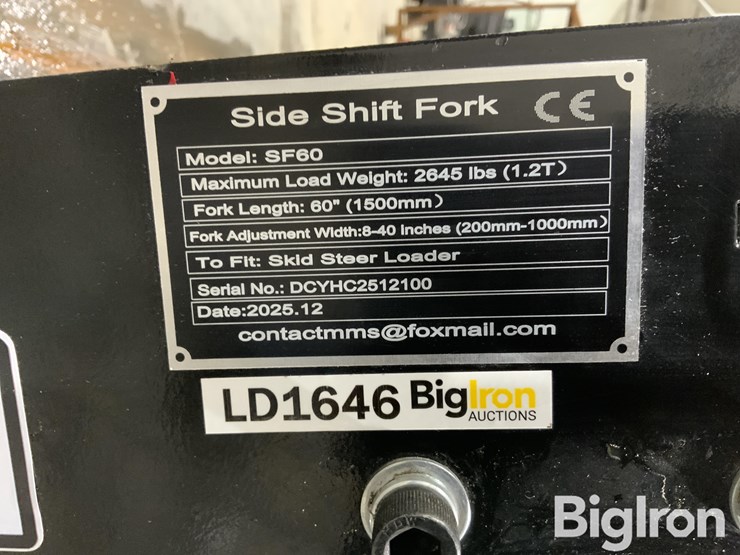 Side Shift Fork CE
Model: SF60
Maximum Load Weight: 2645 lbs (1.2T)
Fork Length: 60" (1500mm)
Fork Adjustment Width:8-40 inches (200mm-1000mm)
To Fit: Skid Steer Loader
Serial No.: DCYHC2512100
Date:2025.12
contactmms@foxmail.com
LD1646 BigIron
AUCTIONS
BigIron